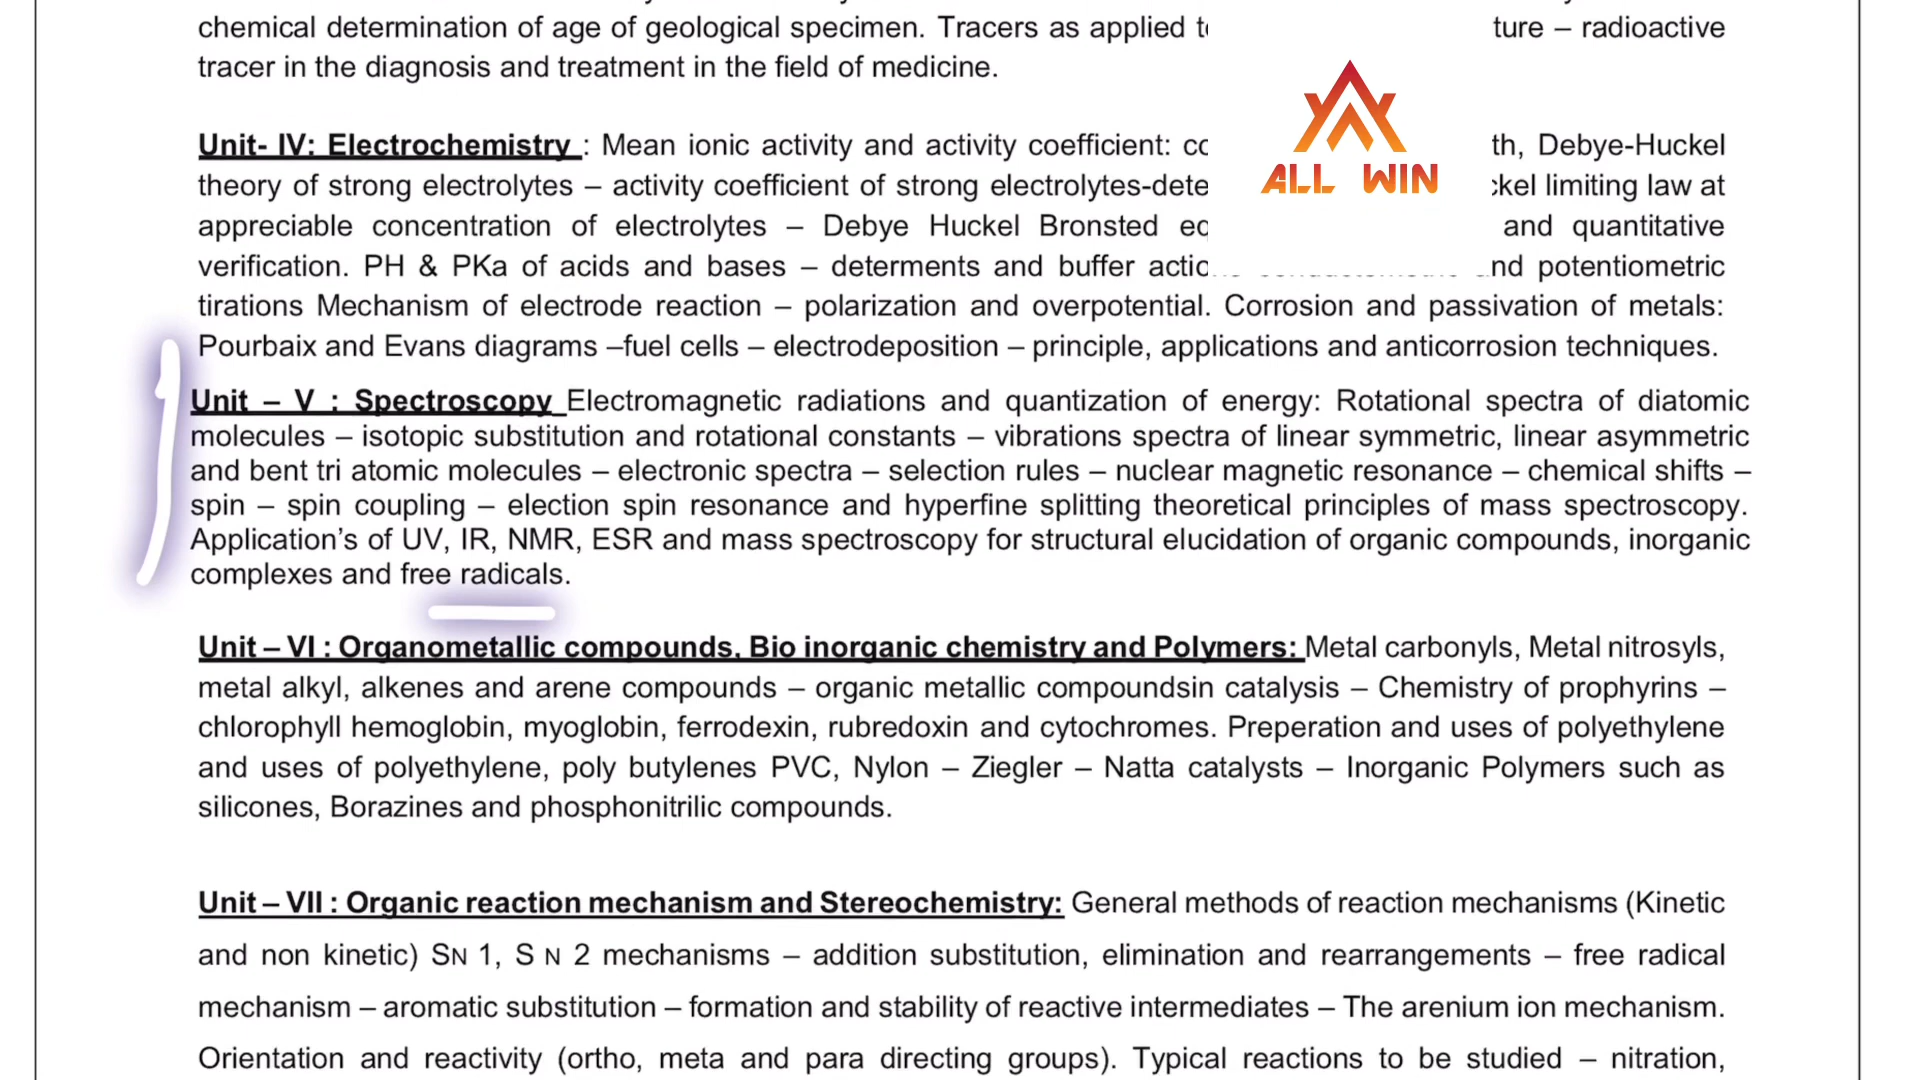 chemical determination of age of geological specimen. Tracers as applied ture – radioactive
tracer in the diagnosis and treatment in the field of medicine.
ALL WIN
Unit- IV: Electrochemistry : Mean ionic activity and activity coefficient: th, Debye-Huckel
theory of strong electrolytes – activity coefficient of strong electrolytes-dete ckel limiting law at
appreciable concentration of electrolytes – Debye Huckel Bronsted and quantitative
verification. PH & PKa of acids and bases – determents and buffer nd potentiometric
tirations Mechanism of electrode reaction – polarization and overpotential. Corrosion and passivation of metals:
Pourbaix and Evans diagrams –fuel cells – electrodeposition – principle, applications and anticorrosion techniques.
Unit – V : Spectroscopy Electromagnetic radiations and quantization of energy: Rotational spectra of diatomic
molecules – isotopic substitution and rotational constants – vibrations spectra of linear symmetric, linear asymmetric
and bent tri atomic molecules – electronic spectra – selection rules – nuclear magnetic resonance – chemical shifts –
spin – spin coupling – election spin resonance and hyperfine splitting theoretical principles of mass spectroscopy.
Application’s of UV, IR, NMR, ESR and mass spectroscopy for structural elucidation of organic compounds, inorganic
complexes and free radicals.
Unit – VI : Organometallic compounds, Bio inorganic chemistry and Polymers: Metal carbonyls, Metal nitrosyls,
metal alkyl, alkenes and arene compounds – organic metallic compoundsin catalysis – Chemistry of prophyrins –
chlorophyll hemoglobin, myoglobin, ferrodexin, rubredoxin and cytochromes. Preperation and uses of polyethylene
and uses of polyethylene, poly butylenes PVC, Nylon – Ziegler – Natta catalysts – Inorganic Polymers such as
silicones, Borazines and phosphonitrilic compounds.
Unit – VII : Organic reaction mechanism and Stereochemistry: General methods of reaction mechanisms (Kinetic
and non kinetic) SN 1, S N 2 mechanisms – addition substitution, elimination and rearrangements – free radical
mechanism – aromatic substitution – formation and stability of reactive intermediates – The arenium ion mechanism.
Orientation and reactivity (ortho, meta and para directing groups). Typical reactions to be studied – nitration,